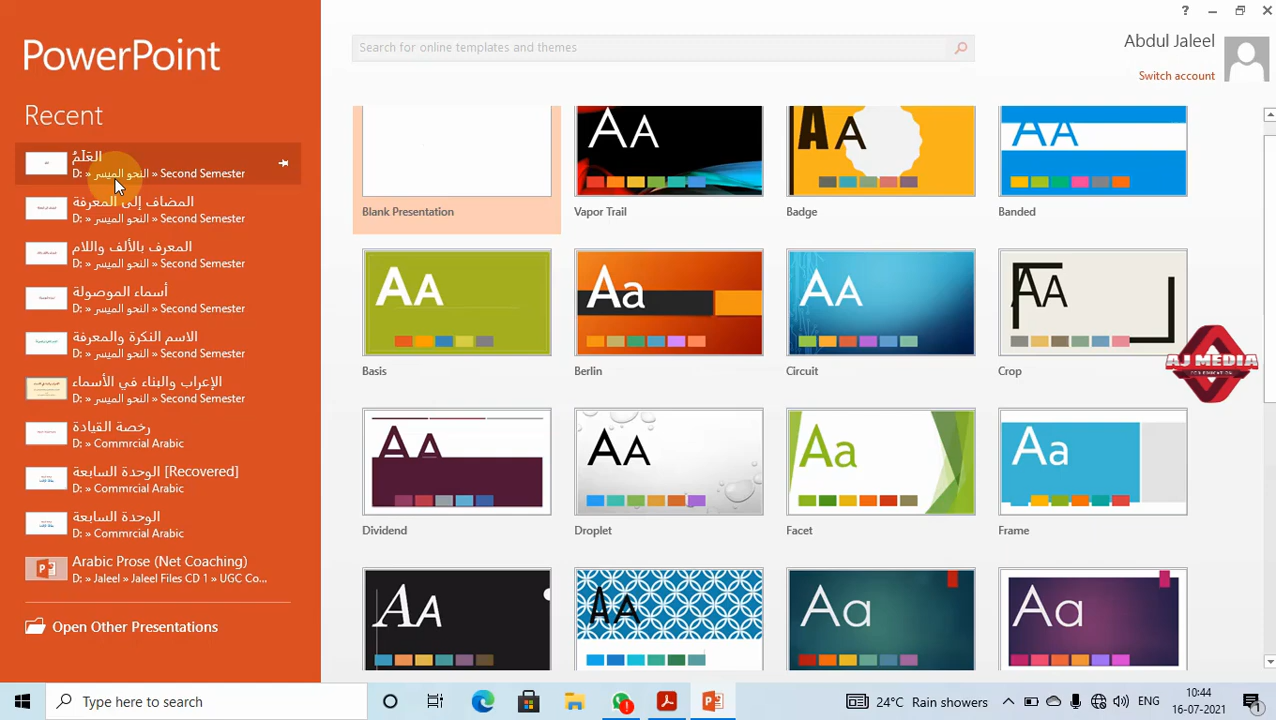 PowerPoint
Recent
العَلَمُ
D: » النحو الميسر » Second Semester
المضاف إلى المعرفة
D: » النحو الميسر » Second Semester
المعرف بالألف واللام
D: » النحو الميسر » Second Semester
أسماء الموصولة
D: » النحو الميسر » Second Semester
الاسم النكرة والمعرفة
D: » النحو الميسر » Second Semester
الإعراب والبناء في الأسماء
D: » النحو الميسر » Second Semester
رخصة القيادة
D: » Commrcial Arabic
الوحدة السابعة [Recovered]
D: » Commrcial Arabic
الوحدة السابعة
D: » Commrcial Arabic
Arabic Prose (Net Coaching)
D: » Jaleel » Jaleel Files CD 1 » UGC Co...
Open Other Presentations
Search for online templates and themes
?
Abdul Jaleel
Switch account
AA AA AA
Blank Presentation Vapor Trail Badge Banded
AA Aa AA AA
Basis Berlin Circuit Crop
AA AA Aa Aa
Dividend Droplet Facet Frame
AA AA Aa Aa
AJ MEDIA
FOR EDUCATION
Type here to search
24°C Rain showers
ENG
10:44
16-07-2021
1